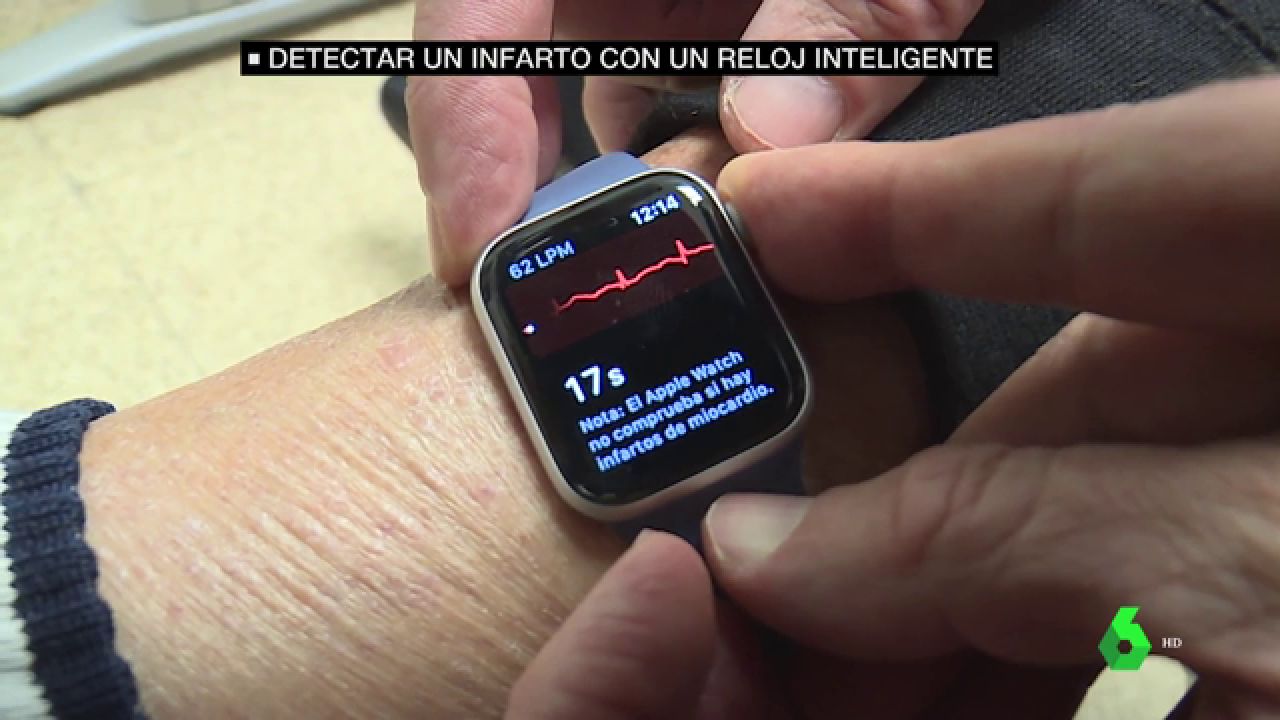 DETECTAR UN INFARTO CON UN RELOJ INTELIGENTE
12:14
62 LPM
17s
Nota: El Apple Watch
no comprueba si hay
infartos de miocardio.
6 HD